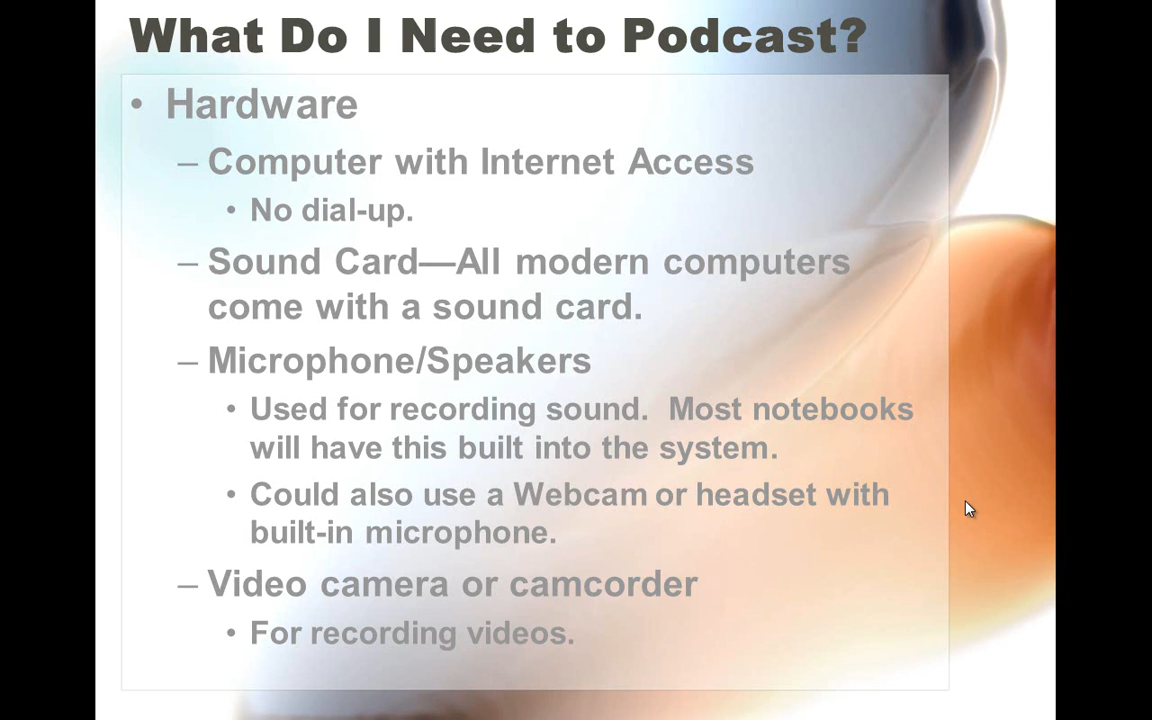 What Do I Need to Podcast?
• Hardware
– Computer with Internet Access
• No dial-up.
– Sound Card—All modern computers
come with a sound card.
– Microphone/Speakers
• Used for recording sound.  Most notebooks
will have this built into the system.
• Could also use a Webcam or headset with
built-in microphone.
– Video camera or camcorder
• For recording videos.